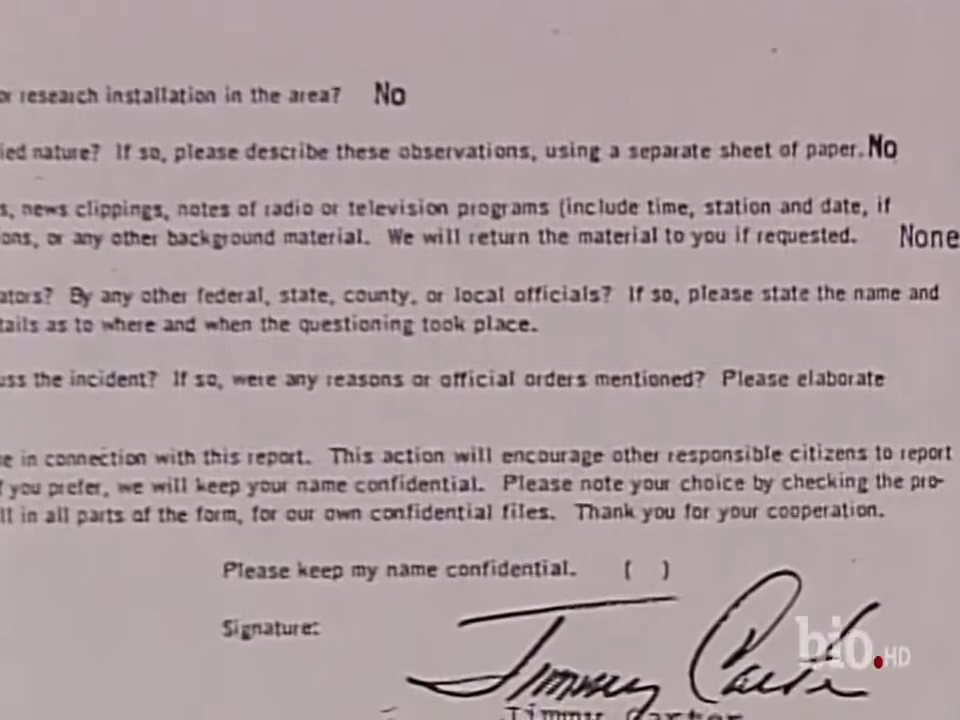 or research installation in the area? No
ied nature? If so, please describe these observations, using a separate sheet of paper. No
s, news clippings, notes of radio or television programs (include time, station and date, if
ons, or any other background material. We will return the material to you if requested. None
ators? By any other federal, state, county, or local officials? If so, please state the name and
tails as to where and when the questioning took place.
uss the incident? If so, were any reasons or official orders mentioned? Please elaborate
e in connection with this report. This action will encourage other responsible citizens to report
f you prefer, we will keep your name confidential. Please note your choice by checking the pro-
ll in all parts of the form, for our own confidential files. Thank you for your cooperation.
Please keep my name confidential. ( )
Signature: Jimmy Carter
bio.HD
Jimmy Carter